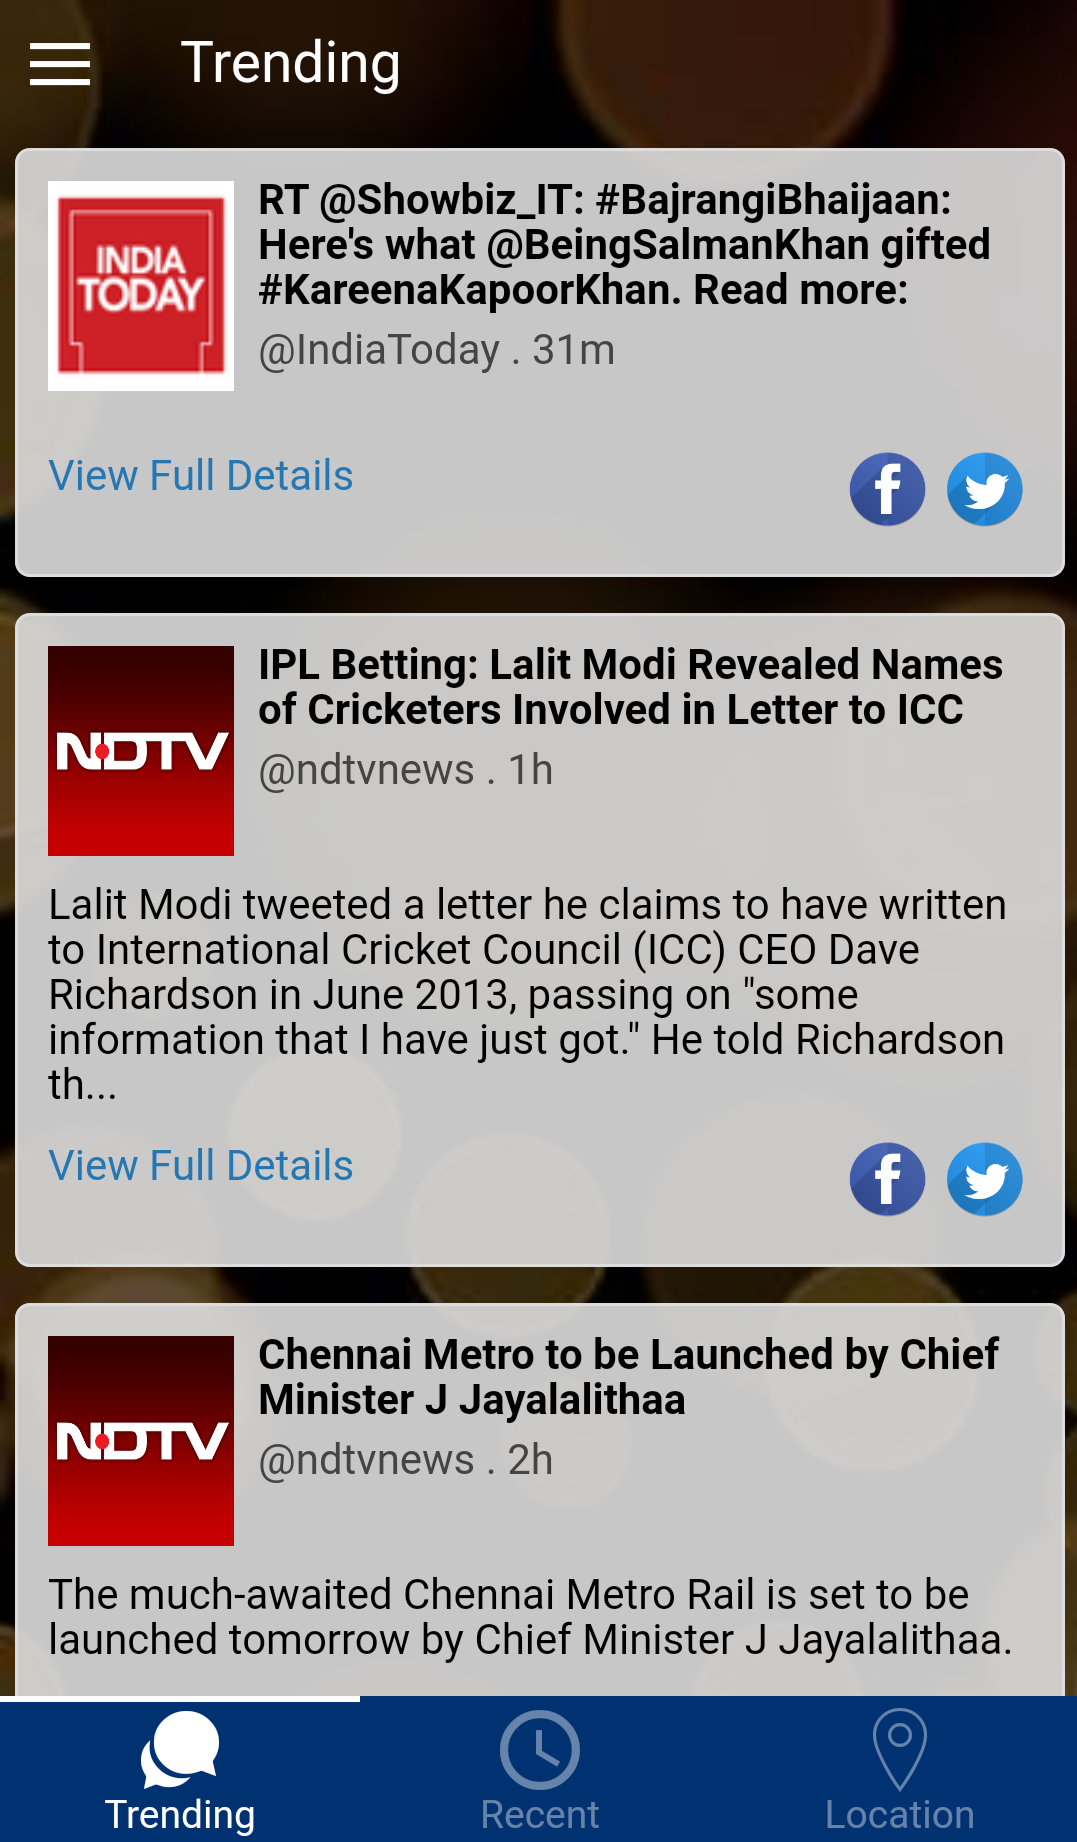 Trending
INDIA
TODAY
RT @Showbiz_IT: #BajrangiBhaijaan:
Here's what @BeingSalmanKhan gifted
#KareenaKapoorKhan. Read more:
@IndiaToday . 31m
View Full Details
f
NDTV
IPL Betting: Lalit Modi Revealed Names
of Cricketers Involved in Letter to ICC
@ndtvnews . 1h
Lalit Modi tweeted a letter he claims to have written
to International Cricket Council (ICC) CEO Dave
Richardson in June 2013, passing on "some
information that I have just got." He told Richardson
th...
View Full Details
f
NDTV
Chennai Metro to be Launched by Chief
Minister J Jayalalithaa
@ndtvnews . 2h
The much-awaited Chennai Metro Rail is set to be
launched tomorrow by Chief Minister J Jayalalithaa.
Trending
Recent
Location